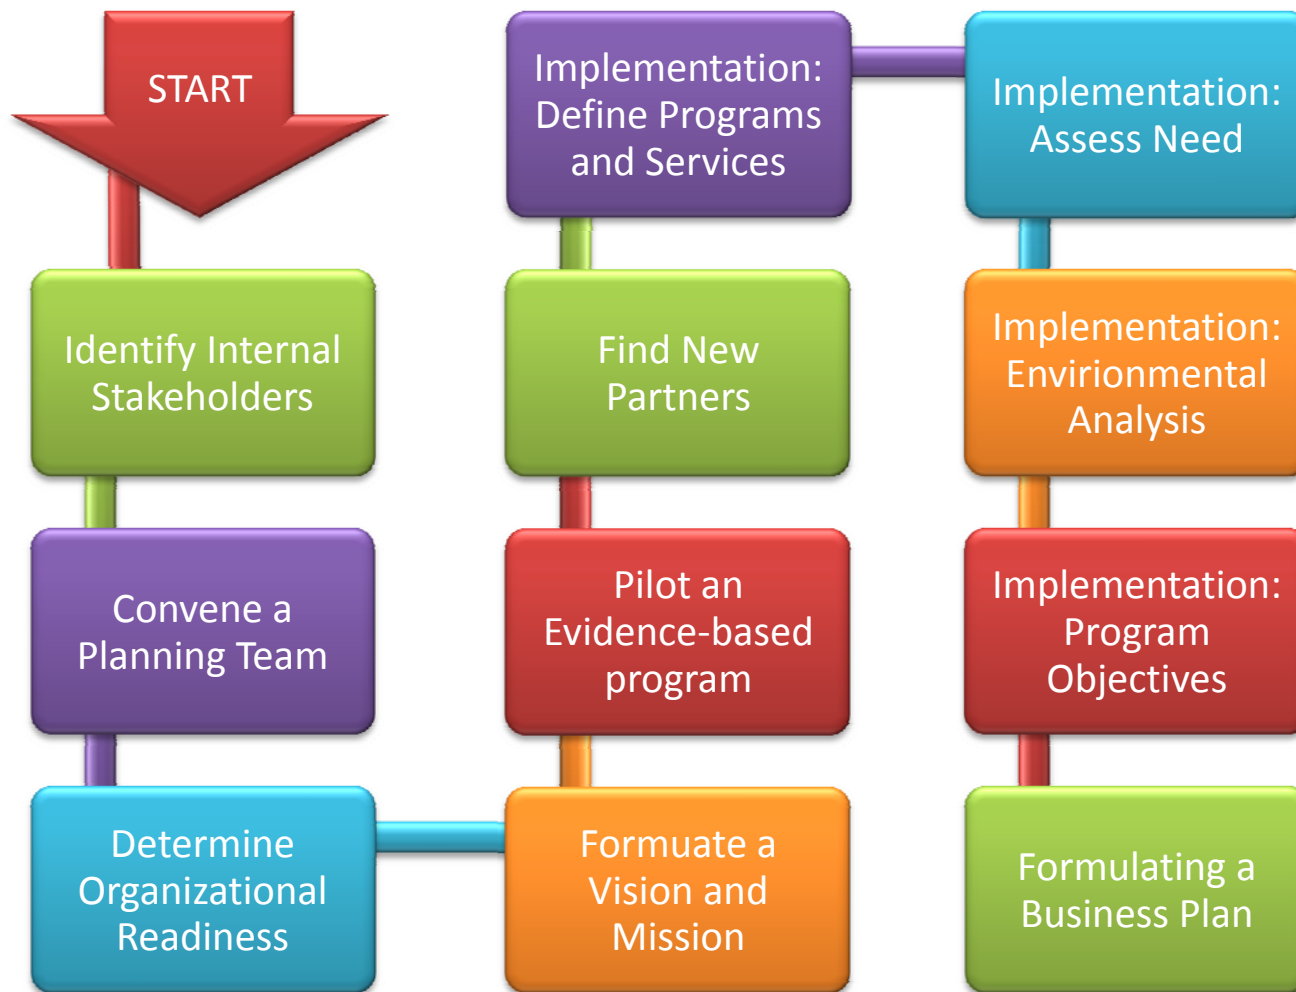 START
Identify Internal
Stakeholders
Convene a
Planning Team
Determine
Organizational
Readiness
Formuate a
Vision and
Mission
Pilot an
Evidence-based
program
Find New
Partners
Implementation:
Define Programs
and Services
Implementation:
Assess Need
Implementation:
Envirionmental
Analysis
Implementation:
Program
Objectives
Formulating a
Business Plan